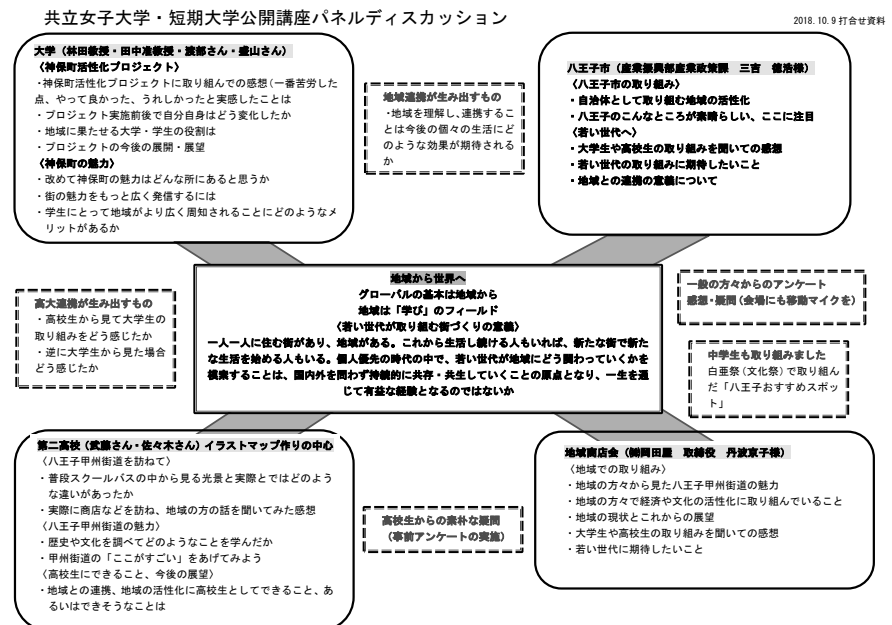 共立女子大学・短期大学公開講座パネルディスカッション
2018.10.9 打合せ資料
大学（林田教授・田中准教授・渡部さん・盛山さん）
〈神保町活性化プロジェクト〉
・神保町活性化プロジェクトに取り組んでの感想（一番苦労した
点、やって良かった、うれしかったと実感したことは
・プロジェクト実施前後で自分自身はどう変化したか
・地域に果たせる大学・学生の役割は
・プロジェクトの今後の展開・展望
〈神保町の魅力〉
・改めて神保町の魅力はどんな所にあると思うか
・街の魅力をもっと広く発信するには
・学生にとって地域がより広く周知されることにどのようなメ
リットがあるか
地域連携が生み出すもの
・地域を理解し、連携するこ
とは今後の個々の生活にど
のような効果が期待される
か
八王子市（産業振興部産業政策課　三吉　徳浩様）
〈八王子市の取り組み〉
・自治体として取り組む地域の活性化
・八王子のこんなところが素晴らしい、ここに注目
〈若い世代へ〉
・大学生や高校生の取り組みを聞いての感想
・若い世代の取り組みに期待したいこと
・地域との連携の意義について
高大連携が生み出すもの
・高校生から見て大学生の
取り組みをどう感じたか
・逆に大学生から見た場合
どう感じたか
地域から世界へ
グローバルの基本は地域から
地域は「学び」のフィールド
〈若い世代が取り組む街づくりの意義〉
一人一人に住む街があり、地域がある。これから生活し続ける人もいれば、新たな街で新た
な生活を始める人もいる。個人優先の時代の中で、若い世代が地域にどう関わっていくかを
模索することは、国内外を問わず持続的に共存・共生していくことの原点となり、一生を通
じて有益な経験となるのではないか
一般の方々からのアンケート
感想・疑問（会場にも移動マイクを）
中学生も取り組みました
白亜祭（文化祭）で取り組ん
だ「八王子おすすめスポッ
ト」
第二高校（武藤さん・佐々木さん）イラストマップ作りの中心
〈八王子甲州街道を訪ねて〉
・普段スクールバスの中から見る光景と実際とではどのよう
な違いがあったか
・実際に商店などを訪ね、地域の方の話を聞いてみた感想
〈八王子甲州街道の魅力〉
・歴史や文化を調べてどのようなことを学んだか
・甲州街道の「ここがすごい」をあげてみよう
〈高校生にできること、今後の展望〉
・地域との連携、地域の活性化に高校生としてできること、あ
るいはできそうなことは
高校生からの素朴な疑問
（事前アンケートの実施）
地域商店会（㈱岡田屋　取締役　丹波京子様）
〈地域での取り組み〉
・地域の方々から見た八王子甲州街道の魅力
・地域の方々で経済や文化の活性化に取り組んでいること
・地域の現状とこれからの展望
・大学生や高校生の取り組みを聞いての感想
・若い世代に期待したいこと